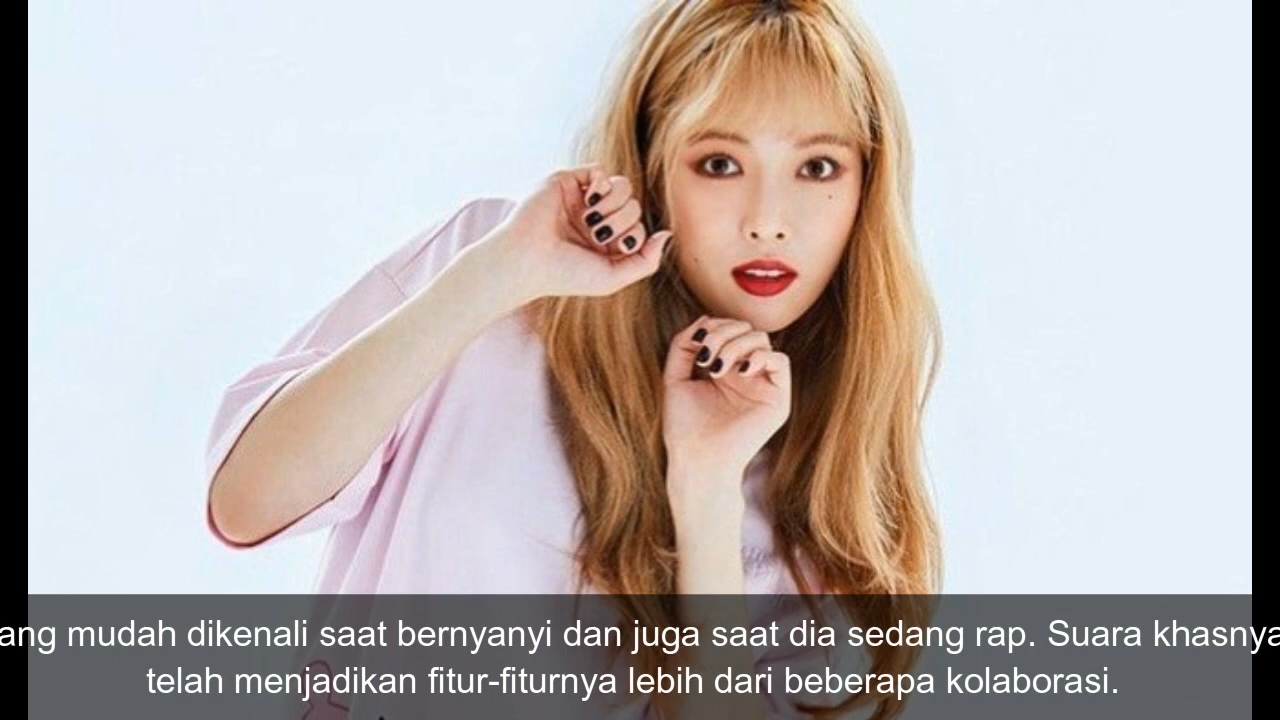 ang mudah dikenali saat bernyanyi dan juga saat dia sedang rap. Suara khasnya
telah menjadikan fitur-fiturnya lebih dari beberapa kolaborasi.